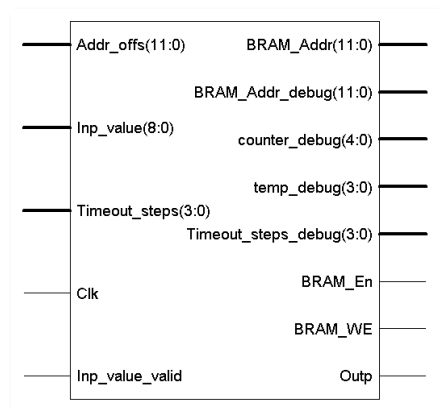 Addr_offs(11:0) BRAM_Addr(11:0)
BRAM_Addr_debug(11:0)
Inp_value(8:0) counter_debug(4:0)
temp_debug(3:0)
Timeout_steps(3:0)
Timeout_steps_debug(3:0)
Clk BRAM_En
BRAM_WE
Inp_value_valid Outp